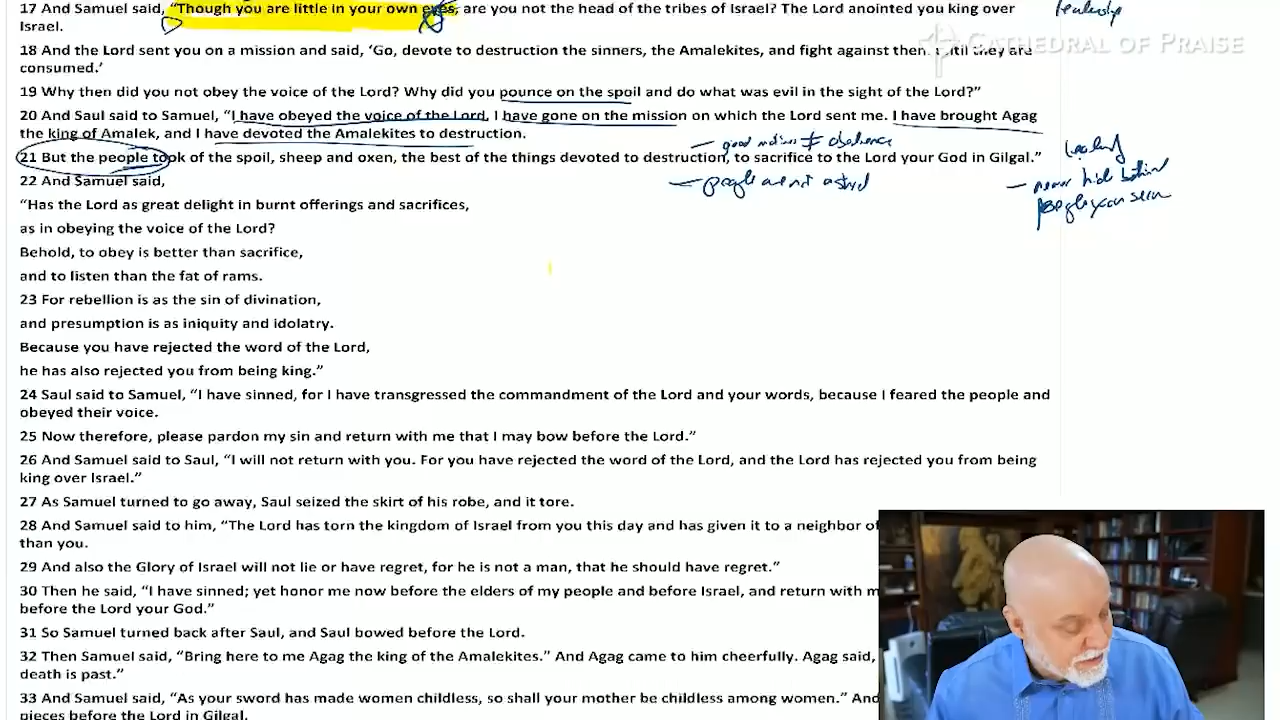 17 And Samuel said, “Though you are little in your own eyes, are you not the head of the tribes of Israel? The Lord anointed you king over
Israel.
leadership
18 And the Lord sent you on a mission and said, ‘Go, devote to destruction the sinners, the Amalekites, and fight against them until they are
consumed.’
CATHEDRAL OF PRAISE
19 Why then did you not obey the voice of the Lord? Why did you pounce on the spoil and do what was evil in the sight of the Lord?”
20 And Saul said to Samuel, “I have obeyed the voice of the Lord. I have gone on the mission on which the Lord sent me. I have brought Agag
the king of Amalek, and I have devoted the Amalekites to destruction.
– good motives ≠ obedience
21 But the people took of the spoil, sheep and oxen, the best of the things devoted to destruction, to sacrifice to the Lord your God in Gilgal.”
– people are not
– never hide behind
people you
22 And Samuel said,
“Has the Lord as great delight in burnt offerings and sacrifices,
as in obeying the voice of the Lord?
Behold, to obey is better than sacrifice,
and to listen than the fat of rams.
23 For rebellion is as the sin of divination,
and presumption is as iniquity and idolatry.
Because you have rejected the word of the Lord,
he has also rejected you from being king.”
24 Saul said to Samuel, “I have sinned, for I have transgressed the commandment of the Lord and your words, because I feared the people and
obeyed their voice.
25 Now therefore, please pardon my sin and return with me that I may bow before the Lord.”
26 And Samuel said to Saul, “I will not return with you. For you have rejected the word of the Lord, and the Lord has rejected you from being
king over Israel.”
27 As Samuel turned to go away, Saul seized the skirt of his robe, and it tore.
28 And Samuel said to him, “The Lord has torn the kingdom of Israel from you this day and has given it to a neighbor of
than you.
29 And also the Glory of Israel will not lie or have regret, for he is not a man, that he should have regret.”
30 Then he said, “I have sinned; yet honor me now before the elders of my people and before Israel, and return with m
before the Lord your God.”
31 So Samuel turned back after Saul, and Saul bowed before the Lord.
32 Then Samuel said, “Bring here to me Agag the king of the Amalekites.” And Agag came to him cheerfully. Agag said,
death is past.”
33 And Samuel said, “As your sword has made women childless, so shall your mother be childless among women.” And
pieces before the Lord in Gilgal.